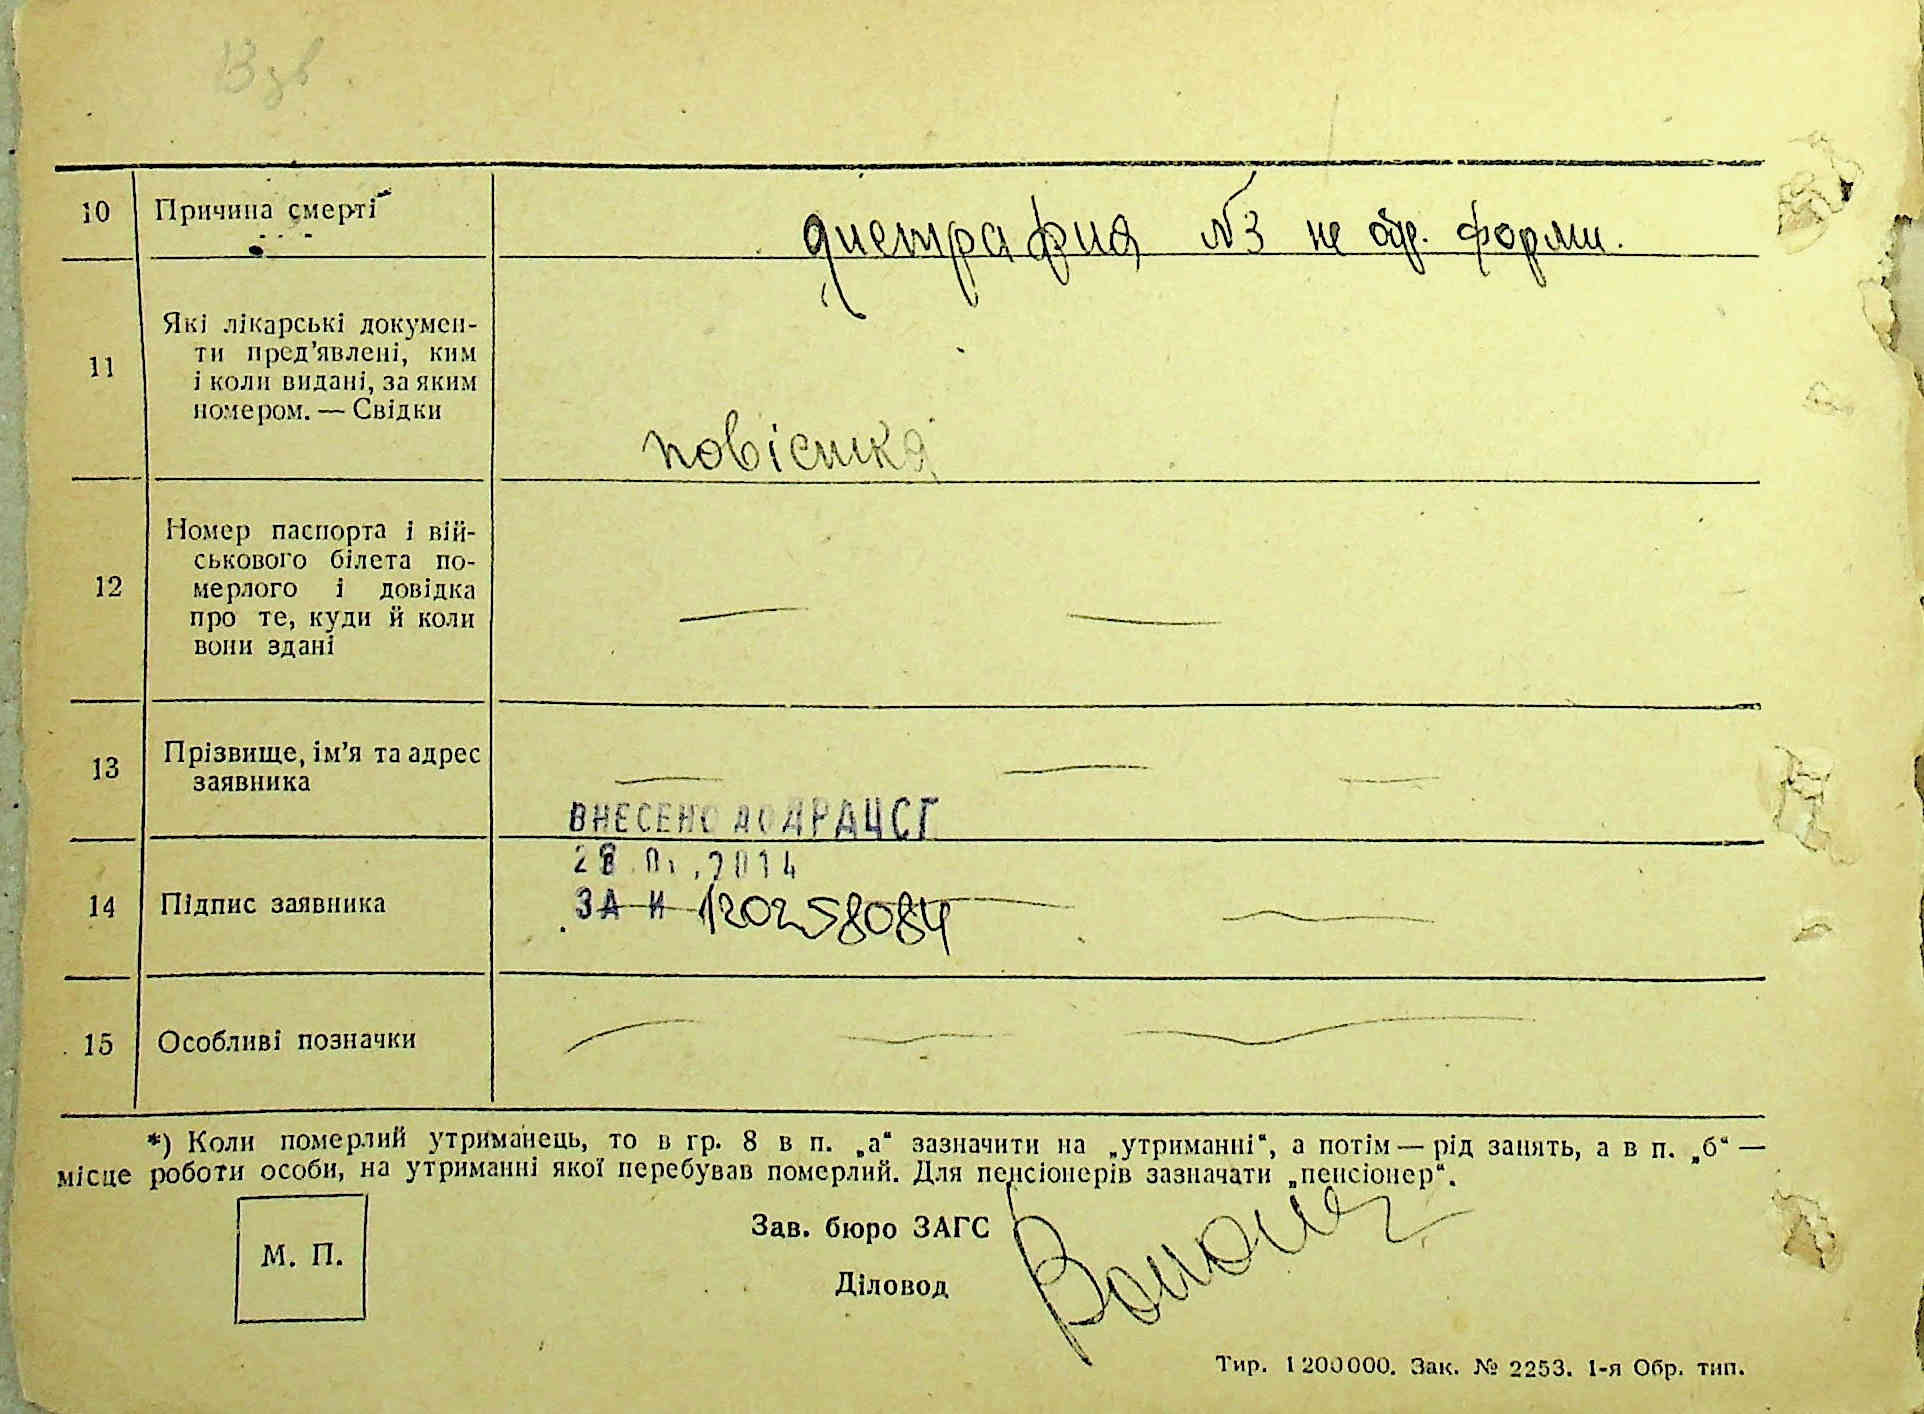 10 Причина смерті дистрафия №3 не форми.
11 Які лікарські докумен-
ти пред'явлені, ким
і коли видані, за яким
номером. — Свідки
повістка
12 Номер паспорта і вій-
ськового білета по-
мерлого і довідка
про те, куди й коли
вони здані
13 Прізвище, ім'я та адрес
заявника
ВНЕСЕНО ДО ДРАЦСГ
28.01.2014
14 Підпис заявника ЗА И 120258084
15 Особливі позначки
*) Коли померлий утриманець, то в гр. 8 в п. „а“ зазначити на „утриманні“, а потім — рід занять, а в п. „б“ —
місце роботи особи, на утриманні якої перебував померлий. Для пенсіонерів зазначати „пенсіонер“.
Зав. бюро ЗАГС
М. П.
Діловод
Тир. 1200000. Зак. № 2253. 1-я Обр. тип.